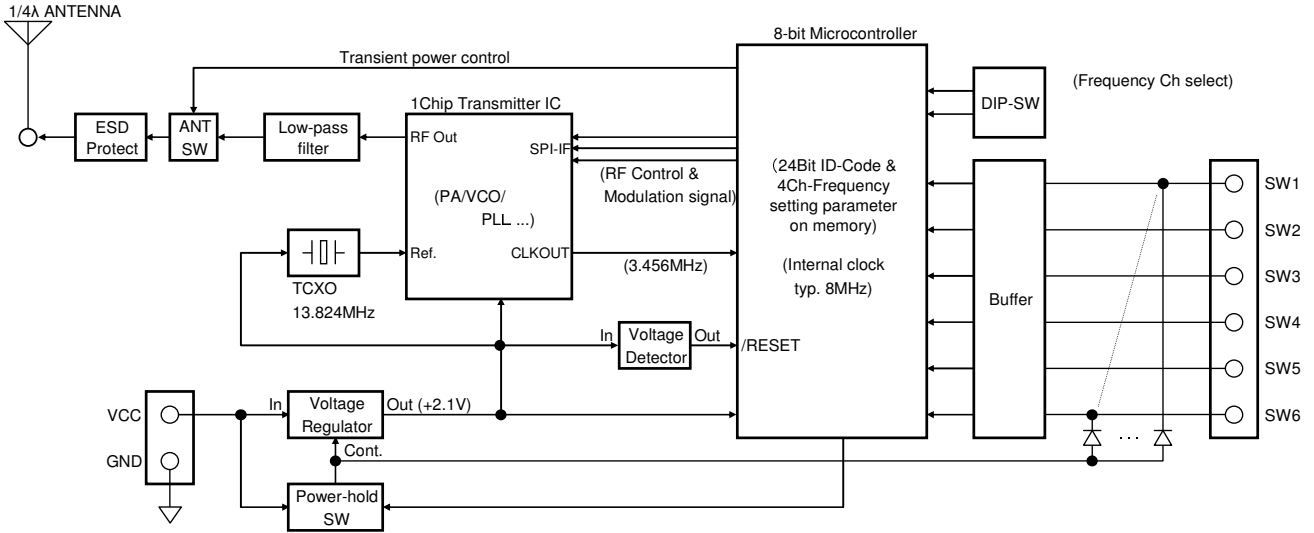 1/4λ ANTENNA
8-bit Microcontroller
Transient power control
(Frequency Ch select)
DIP-SW
1Chip Transmitter IC
ESD
Protect
ANT
SW
Low-pass
filter
RF Out
SPI-IF
(RF Control &
Modulation signal)
(PA/VCO/
PLL ...)
(24Bit ID-Code &
4Ch-Frequency
setting parameter
on memory)
(Internal clock
typ. 8MHz)
SW1
SW2
SW3
SW4
SW5
SW6
Buffer
Ref.
CLKOUT
(3.456MHz)
TCXO
13.824MHz
In
Voltage
Detector
Out
/RESET
VCC
GND
In
Voltage
Regulator
Out (+2.1V)
Cont.
...
Power-hold
SW